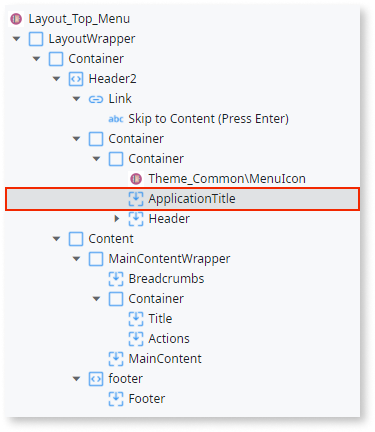 Layout_Top_Menu
LayoutWrapper
Container
Header2
Link
abc Skip to Content (Press Enter)
Container
Container
Theme_Common\MenuIcon
ApplicationTitle
Header
Content
MainContentWrapper
Breadcrumbs
Container
Title
Actions
MainContent
footer
Footer